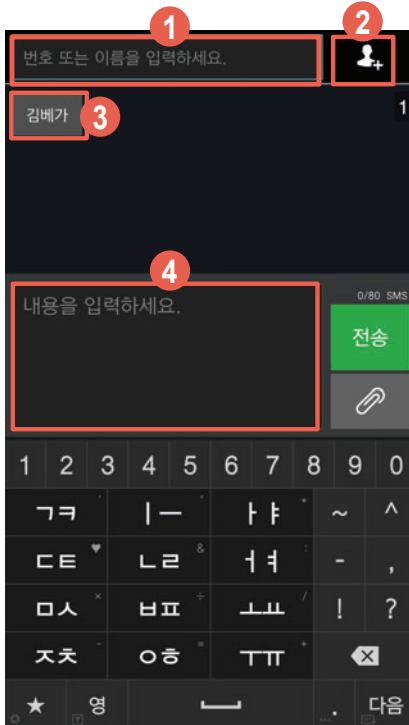 1
2
번호 또는 이름을 입력하세요.
김베가
3
1
4
내용을 입력하세요.
0/80 SMS
전송
1 2 3 4 5 6 7 8 9 0
ㄱㅋ ' ㅣㅡ ㅏㅑ ~ ^
ㄷㅌ ♥ ㄴㄹ & ㅓㅕ : - ,
ㅁㅅ × ㅂㅍ ÷ ㅗㅛ / ! ?
ㅈㅊ - ㅇㅎ = ㅜㅠ +
★ 영 . 다음